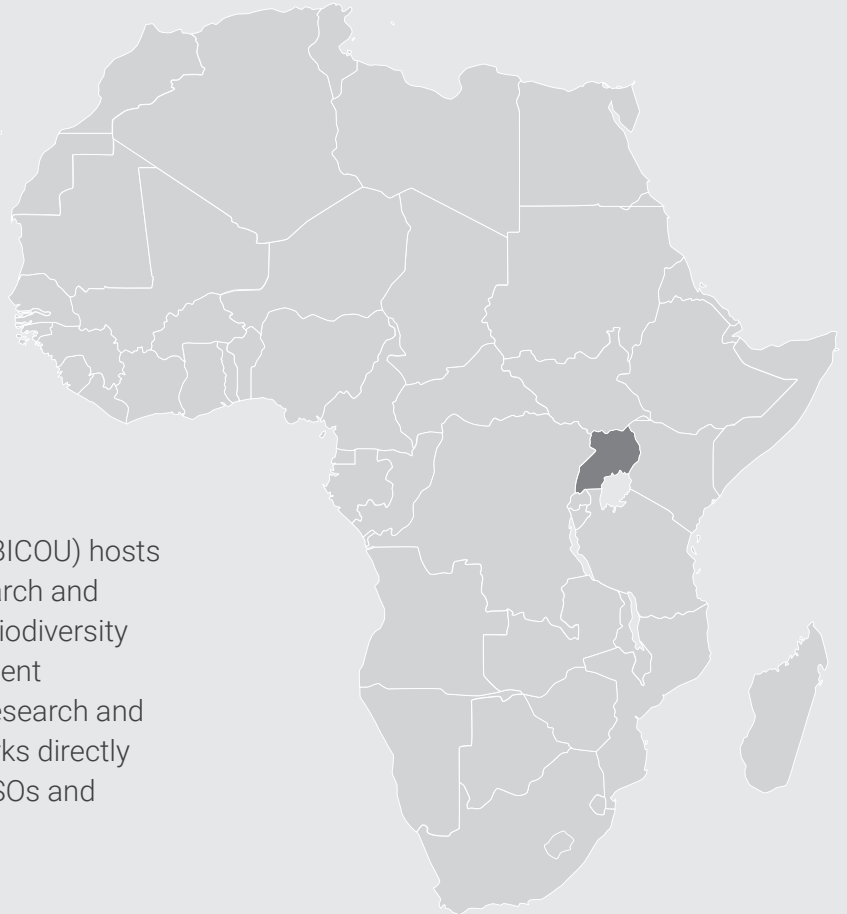 BICOU) hosts
arch and
iodiversity
ent
esearch and
ks directly
SOs and